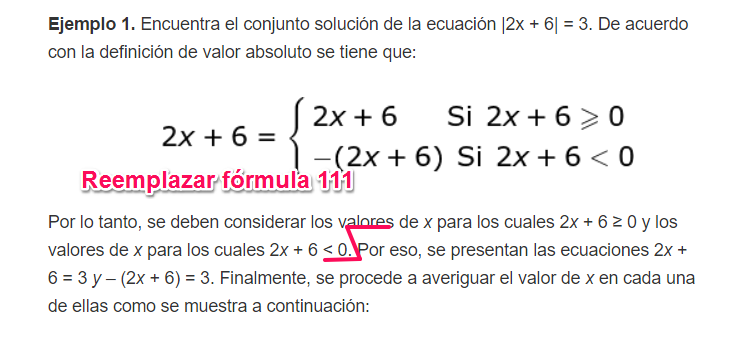 Ejemplo 1. Encuentra el conjunto solución de la ecuación |2x + 6| = 3. De acuerdo
con la definición de valor absoluto se tiene que:
2x + 6 = { 2x + 6 Si 2x + 6 ⩾ 0
−(2x + 6) Si 2x + 6 < 0
Reemplazar fórmula 111
Por lo tanto, se deben considerar los valores de x para los cuales 2x + 6 ≥ 0 y los
valores de x para los cuales 2x + 6 < 0. Por eso, se presentan las ecuaciones 2x +
6 = 3 y – (2x + 6) = 3. Finalmente, se procede a averiguar el valor de x en cada una
de ellas como se muestra a continuación: